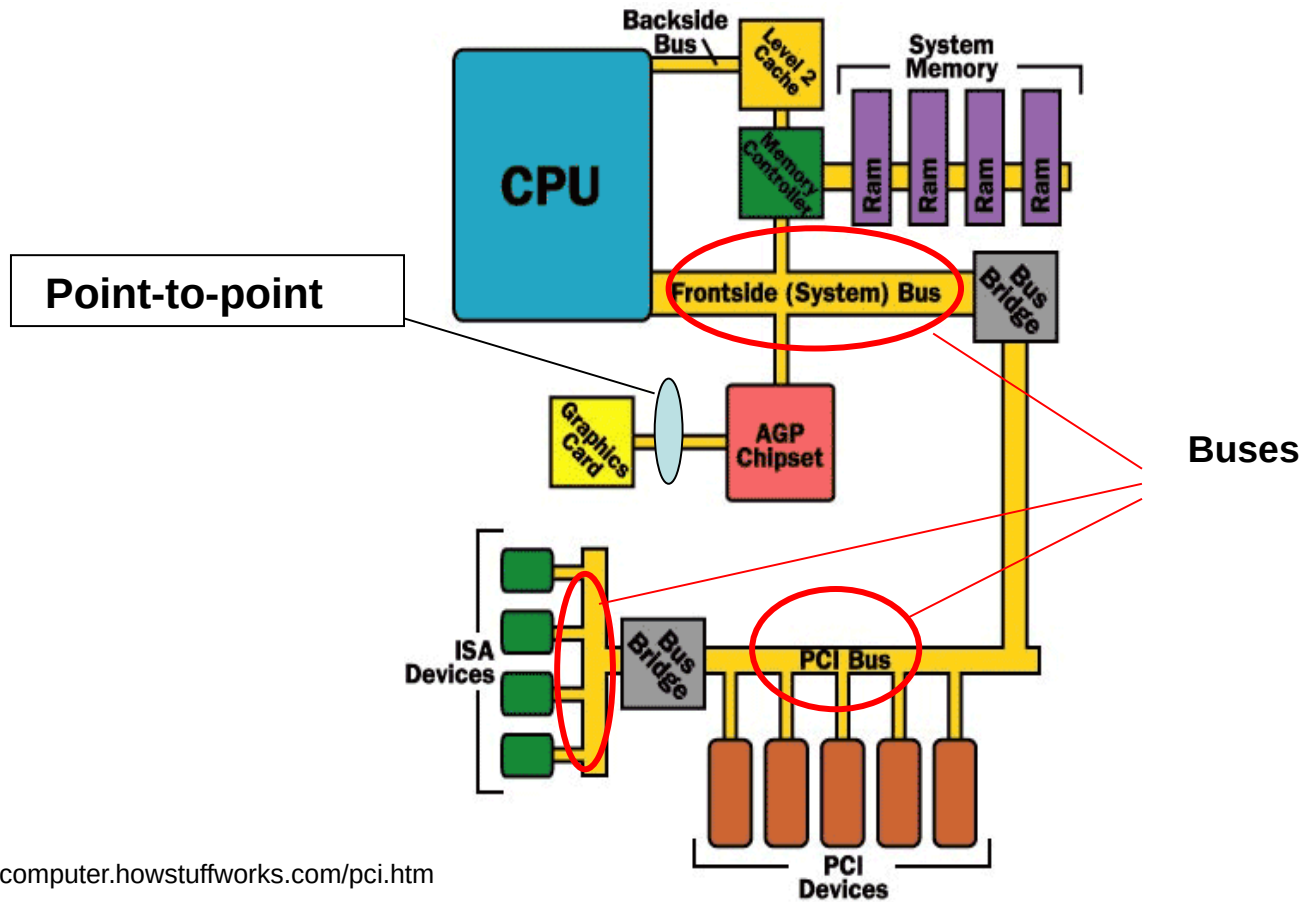 Backside
Bus
Level 2
Cache
System
Memory
CPU
Memory
Controller
Ram
Ram
Ram
Ram
Point-to-point
Frontside (System) Bus
Bus
Bridge
Graphics
Card
AGP
Chipset
Buses
ISA
Devices
Bus
Bridge
PCI Bus
PCI
Devices
computer.howstuffworks.com/pci.htm